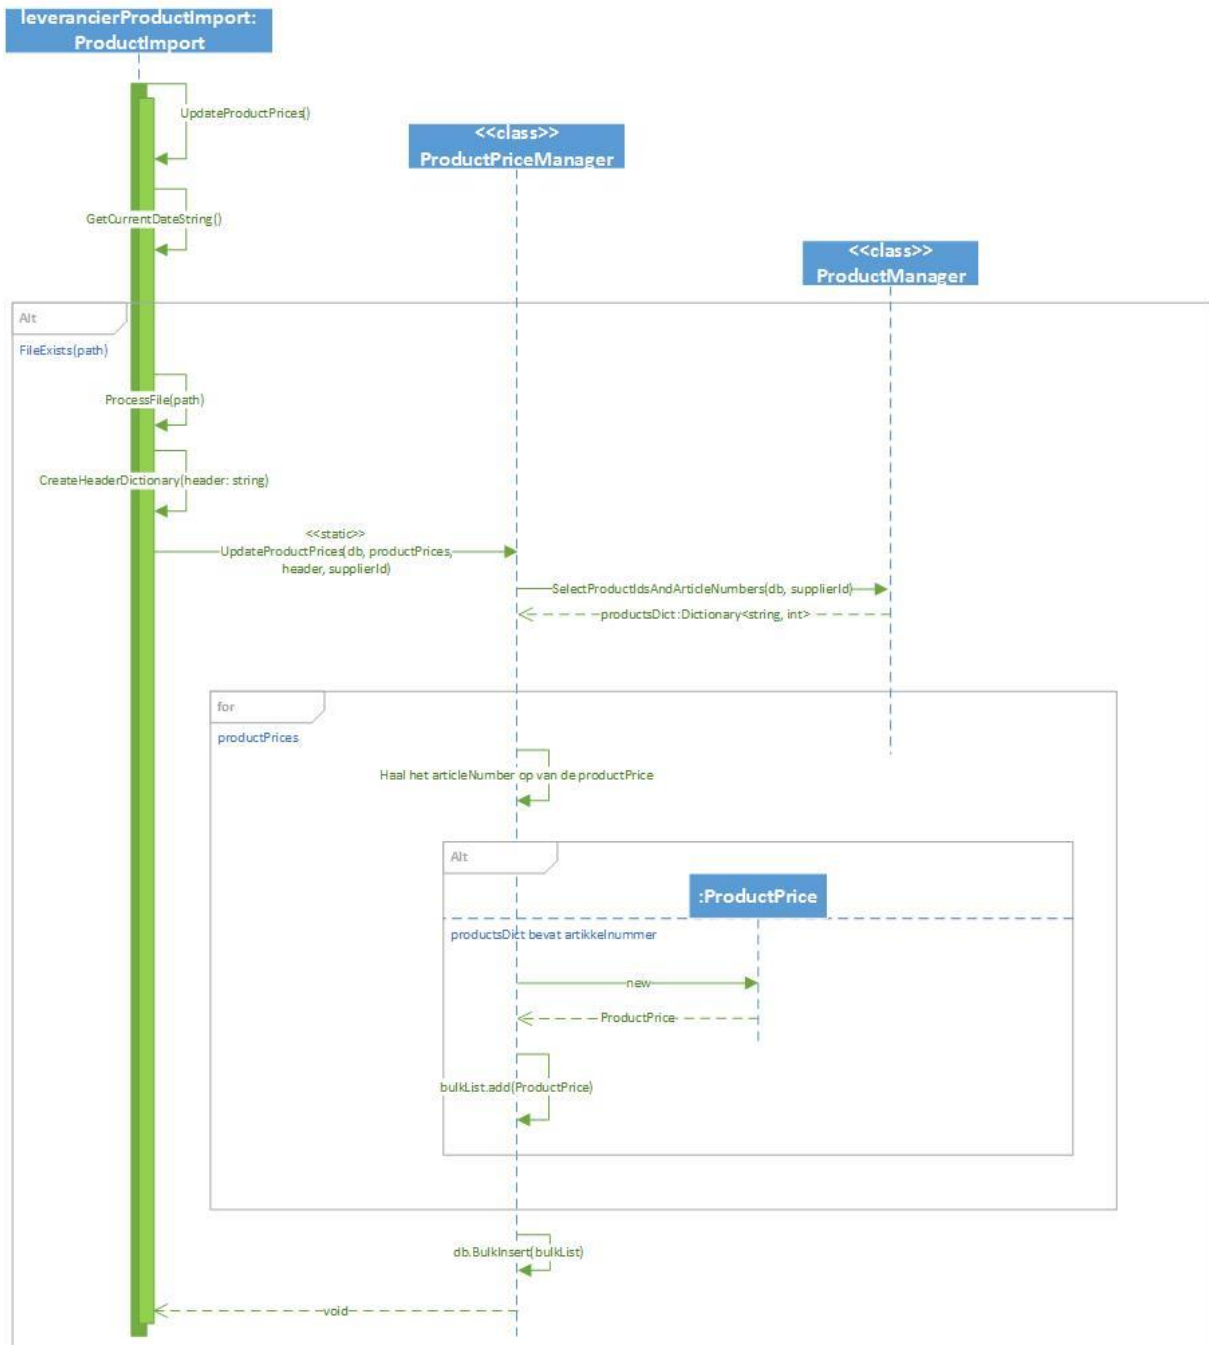 leverancierProductImport:
ProductImport
UpdateProductPrices()
<<class>>
ProductPriceManager
GetCurrentDateString()
<<class>>
ProductManager
Alt
FileExists(path)
ProcessFile(path)
CreateHeaderDictionary(header: string)
<<static>>
UpdateProductPrices(db, productPrices,
header, supplierId)
SelectProductIdsAndArticleNumbers(db, supplierId)
productsDict :Dictionary<string, int>
for
productPrices
Haal het articleNumber op van de productPrice
Alt
:ProductPrice
productsDict bevat artikkelnummer
new
ProductPrice
bulkList.add(ProductPrice)
db.BulkInsert(bulkList)
void